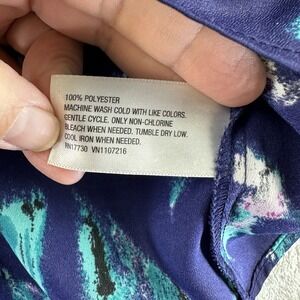 100% POLYESTER
MACHINE WASH COLD WITH LIKE COLORS.
GENTLE CYCLE. ONLY NON-CHLORINE
BLEACH WHEN NEEDED. TUMBLE DRY LOW.
COOL IRON WHEN NEEDED.
RN17730 VN1107216